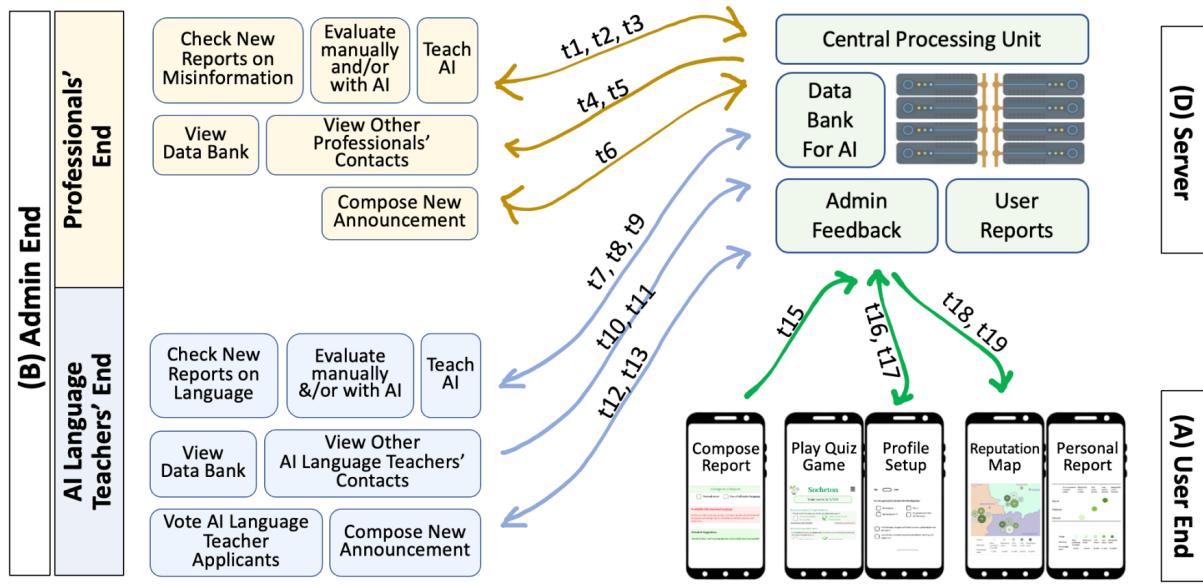 (B) Admin End
Professionals'
End
AI Language
Teachers' End
Check New
Reports on
Misinformation
Evaluate
manually
and/or
with AI
Teach
AI
View
Data Bank
View Other
Professionals'
Contacts
Compose New
Announcement
Check New
Reports on
Language
Evaluate
manually
&/or with AI
Teach
AI
View
Data Bank
View Other
AI Language Teachers'
Contacts
Vote AI Language
Teacher
Applicants
Compose New
Announcement
t1, t2, t3
t4, t5
t6
t7, t8, t9
t10, t11
t12, t13
Central Processing Unit
Data
Bank
For AI
Admin
Feedback
User
Reports
(D) Server
t15
t16, t17
t18, t19
Compose
Report
Play Quiz
Game
Socheton
Profile
Setup
Reputation
Map
Personal
Report
(A) User End